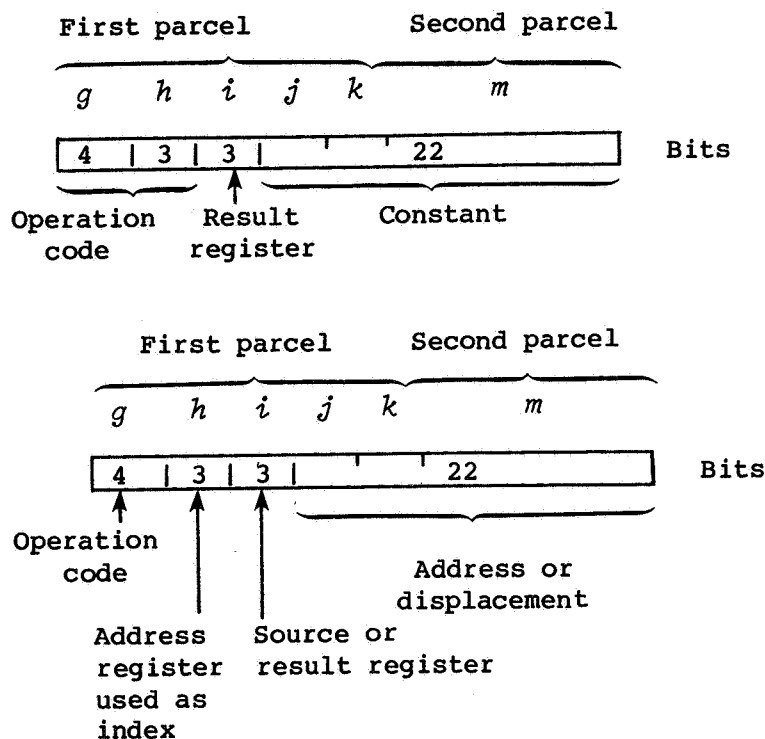 First parcel Second parcel
g h i j k m
4 | 3 | 3 | 22 Bits
Operation code
Result register
Constant
First parcel Second parcel
g h i j k m
4 | 3 | 3 | 22 Bits
Operation code
Address or displacement
Address register used as index
Source or result register